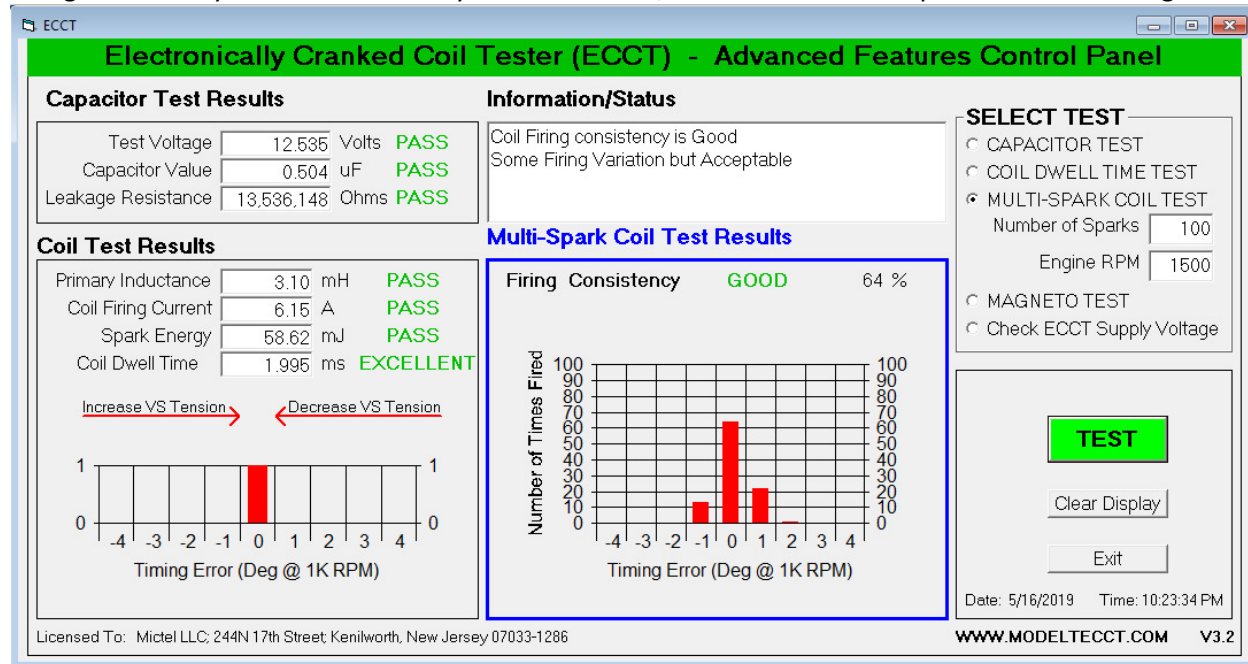 ECCT
Electronically Cranked Coil Tester (ECCT) - Advanced Features Control Panel
Capacitor Test Results
Test Voltage 12.535 Volts PASS
Capacitor Value 0.504 uF PASS
Leakage Resistance 13,536,148 Ohms PASS
Information/Status
Coil Firing consistency is Good
Some Firing Variation but Acceptable
SELECT TEST
CAPACITOR TEST
COIL DWELL TIME TEST
MULTI-SPARK COIL TEST
Number of Sparks 100
Engine RPM 1500
MAGNETO TEST
Check ECCT Supply Voltage
Coil Test Results
Primary Inductance 3.10 mH PASS
Coil Firing Current 6.15 A PASS
Spark Energy 58.62 mJ PASS
Coil Dwell Time 1.995 ms EXCELLENT
Increase VS Tension Decrease VS Tension
1 1
0 0
-4 -3 -2 -1 0 1 2 3 4
Timing Error (Deg @ 1K RPM)
Multi-Spark Coil Test Results
Firing Consistency GOOD 64 %
Number of Times Fired
100 100
90 90
80 80
70 70
60 60
50 50
40 40
30 30
20 20
10 10
0 0
-4 -3 -2 -1 0 1 2 3 4
Timing Error (Deg @ 1K RPM)
TEST
Clear Display
Exit
Date: 5/16/2019 Time: 10:23:34 PM
Licensed To: Mictel LLC; 244N 17th Street; Kenilworth, New Jersey 07033-1286
WWW.MODELTECCT.COM V3.2